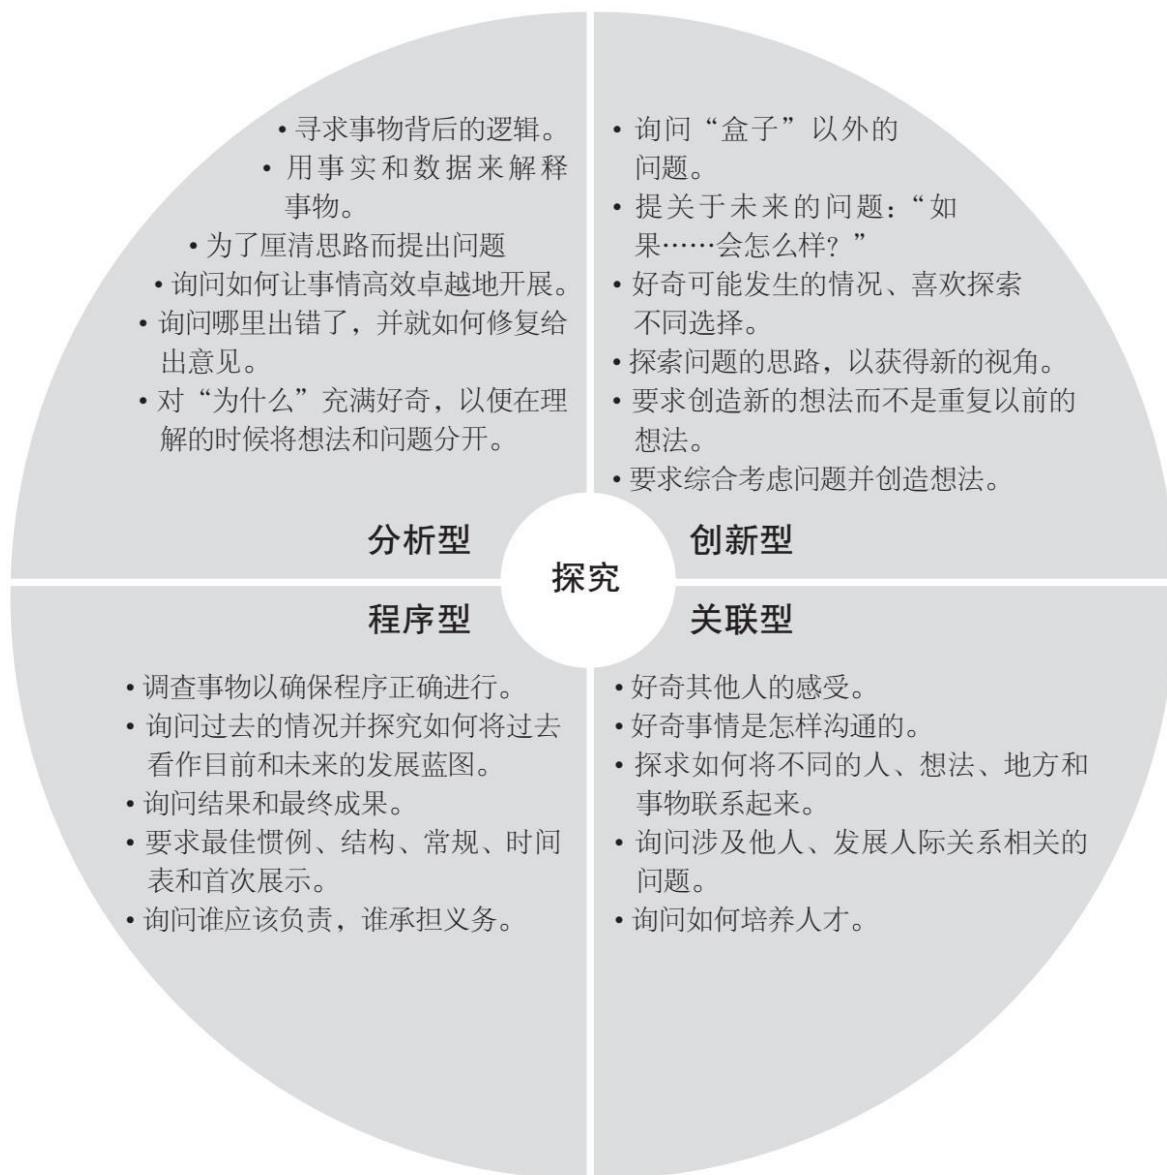 • 寻求事物背后的逻辑。
• 用事实和数据来解释
事物。
• 为了厘清思路而提出问题
• 询问如何让事情高效卓越地开展。
• 询问哪里出错了，并就如何修复给
出意见。
• 对“为什么”充满好奇，以便在理
解的时候将想法和问题分开。
分析型
• 询问“盒子”以外的
问题。
• 提关于未来的问题：“如
果……会怎么样？”
• 好奇可能发生的情况、喜欢探索
不同选择。
• 探索问题的思路，以获得新的视角。
• 要求创造新的想法而不是重复以前的
想法。
• 要求综合考虑问题并创造想法。
创新型
探究
程序型
• 调查事物以确保程序正确进行。
• 询问过去的情况并探究如何将过去
看作目前和未来的发展蓝图。
• 询问结果和最终成果。
• 要求最佳惯例、结构、常规、时间
表和首次展示。
• 询问谁应该负责，谁承担义务。
关联型
• 好奇其他人的感受。
• 好奇事情是怎样沟通的。
• 探求如何将不同的人、想法、地方和
事物联系起来。
• 询问涉及他人、发展人际关系相关的
问题。
• 询问如何培养人才。